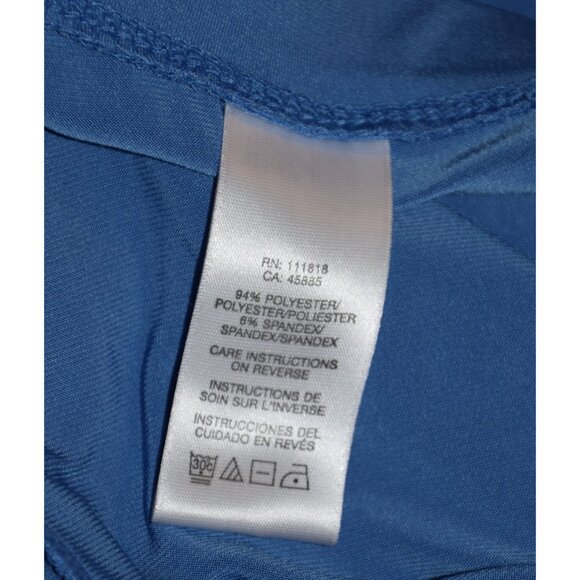 RN: 111818
CA: 45885
94% POLYESTER/
POLYESTER/POLIESTER
6% SPANDEX/
SPANDEX/SPANDEX
CARE INSTRUCTIONS
ON REVERSE
INSTRUCTIONS DE
SOIN SUR L'INVERSE
INSTRUCCIONES DEL
CUIDADO EN REVÉS
30C